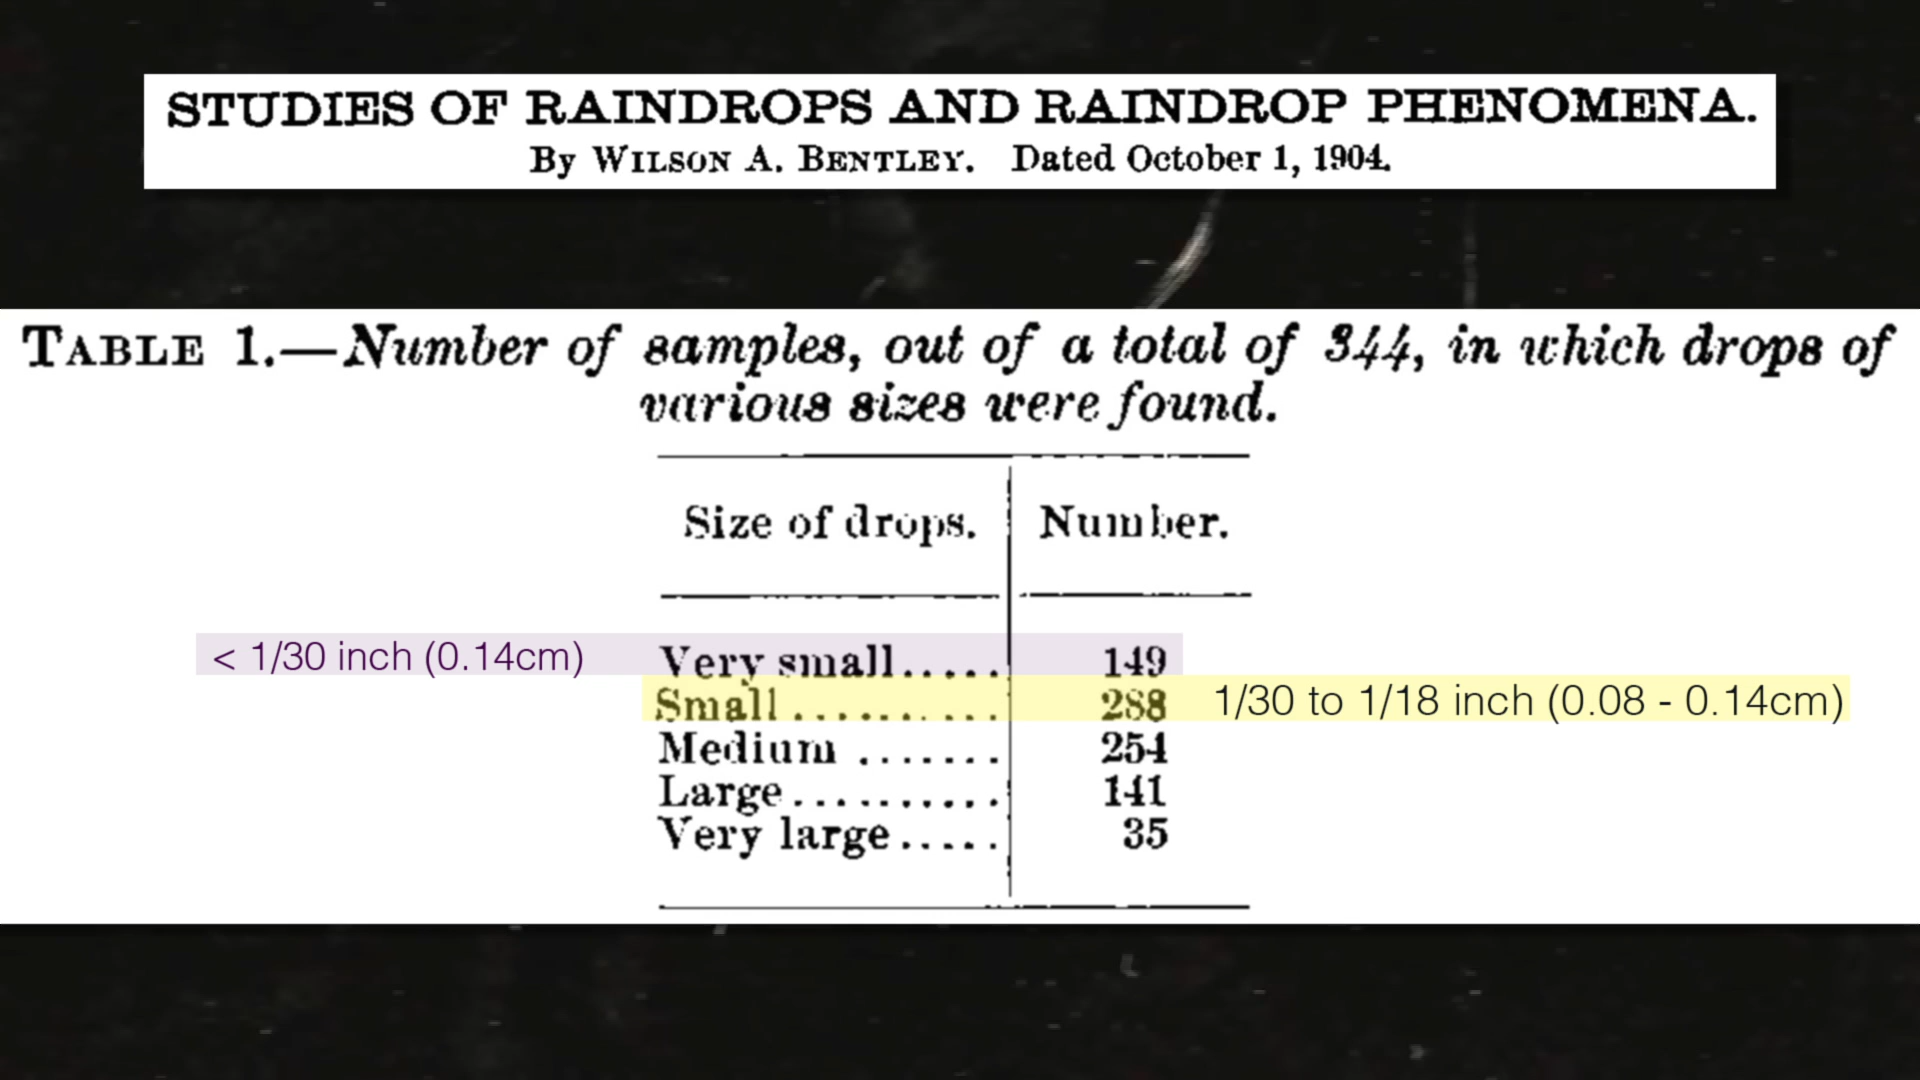 STUDIES OF RAINDROPS AND RAINDROP PHENOMENA.
By WILSON A. BENTLEY. Dated October 1, 1904.
TABLE 1.—Number of samples, out of a total of 344, in which drops of
various sizes were found.
Size of drops. Number.
< 1/30 inch (0.14cm) Very small..... 149
Small .......... 288 1/30 to 1/18 inch (0.08 - 0.14cm)
Medium ....... 254
Large .......... 141
Very large ..... 35